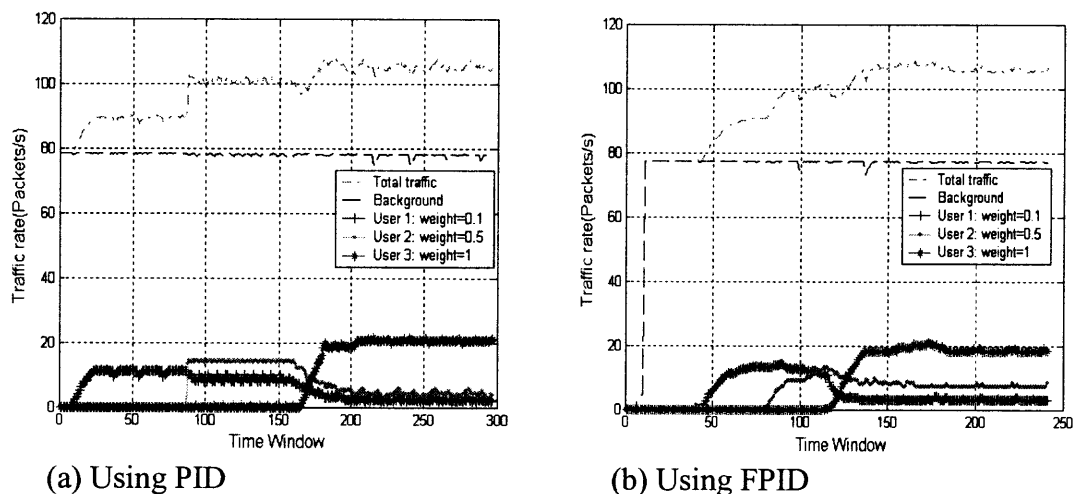 120
100
80
60
40
20
0
Traffic rate(Packets/s)
0 50 100 150 200 250 300
Time Window
Total traffic
Background
User 1: weight=0.1
User 2: weight=0.5
User 3: weight=1
(a) Using PID
120
100
80
60
40
20
0
Traffic rate(Packets/s)
0 50 100 150 200 250
Time Window
Total traffic
Background
User 1: weight=0.1
User 2: weight=0.5
User 3: weight=1
(b) Using FPID